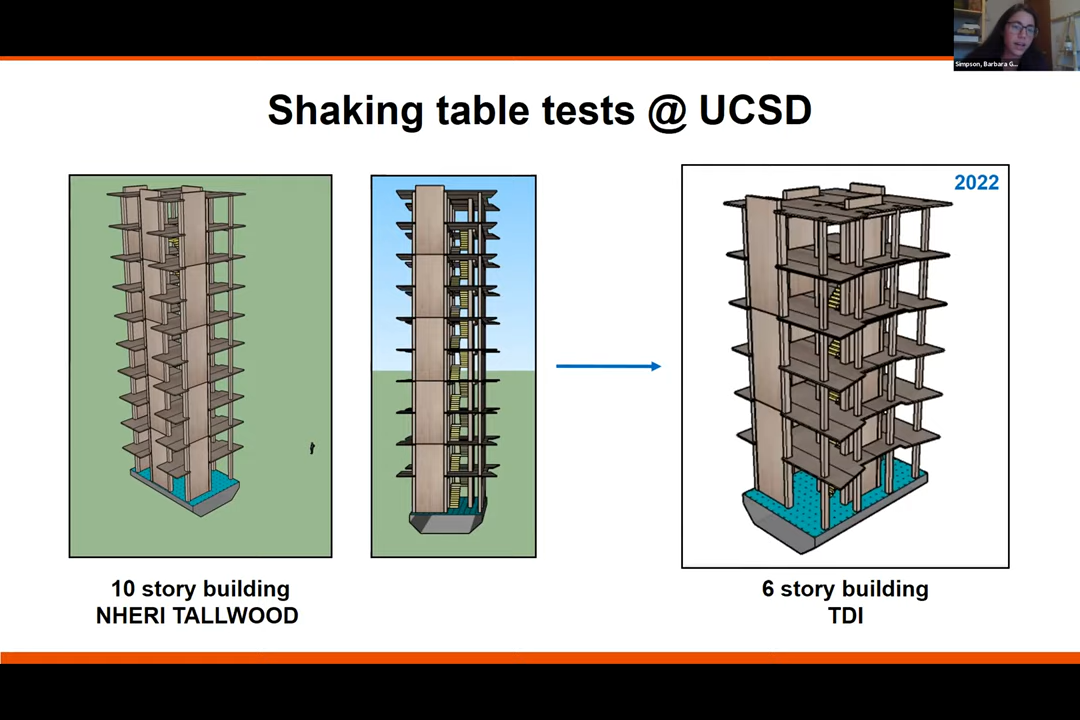 Simpson, Barbara G...
Shaking table tests @ UCSD
2022
10 story building
NHERI TALLWOOD
6 story building
TDI